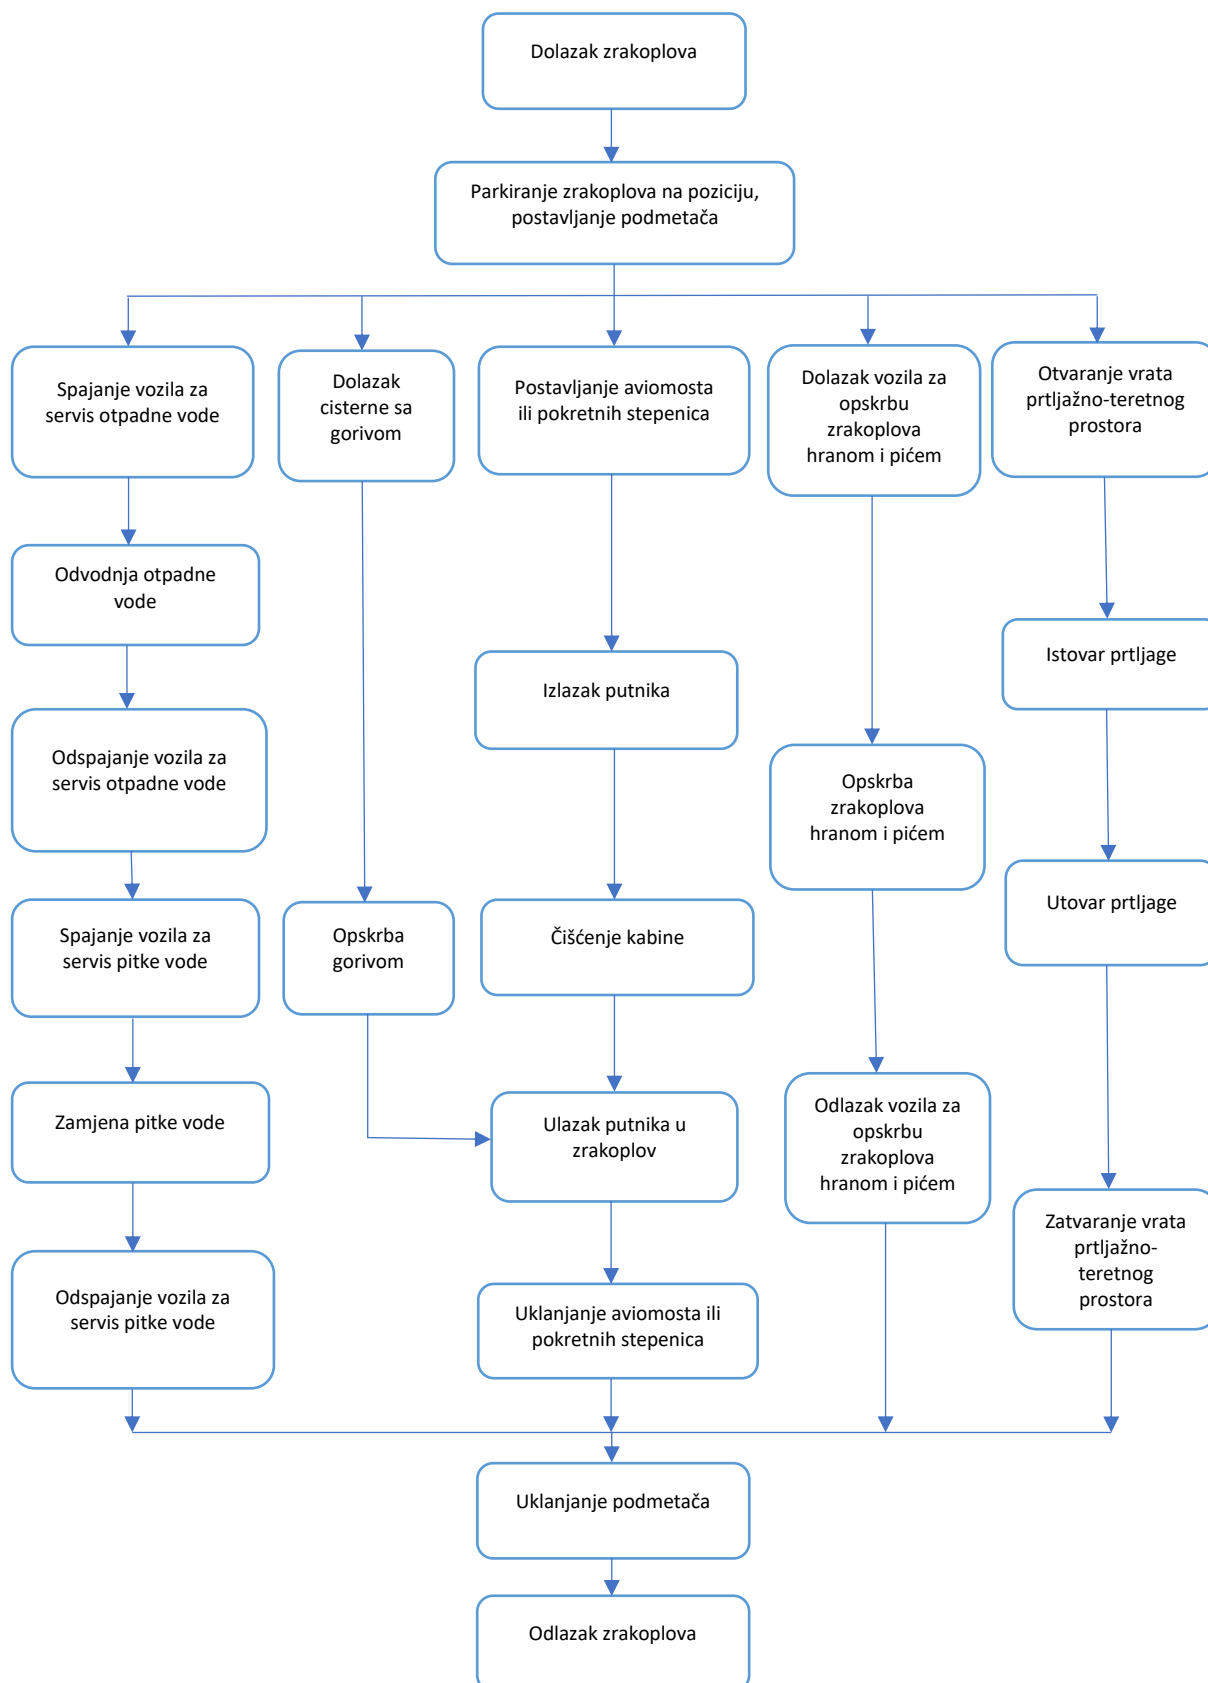 Dolazak zrakoplova
Parkiranje zrakoplova na poziciju,
postavljanje podmetača
Spajanje vozila za
servis otpadne vode
Dolazak
cisterne sa
gorivom
Postavljanje aviomosta
ili pokretnih stepenica
Dolazak vozila za
opskrbu
zrakoplova
hranom i pićem
Otvaranje vrata
prtljažno-teretnog
prostora
Odvodnja otpadne
vode
Izlazak putnika
Istovar prtljage
Odspajanje vozila za
servis otpadne vode
Opskrba
zrakoplova
hranom i pićem
Utovar prtljage
Spajanje vozila za
servis pitke vode
Opskrba
gorivom
Čišćenje kabine
Zamjena pitke vode
Ulazak putnika u
zrakoplov
Odlazak vozila za
opskrbu
zrakoplova
hranom i pićem
Zatvaranje vrata
prtljažno-
teretnog
prostora
Odspajanje vozila za
servis pitke vode
Uklanjanje aviomosta ili
pokretnih stepenica
Uklanjanje podmetača
Odlazak zrakoplova